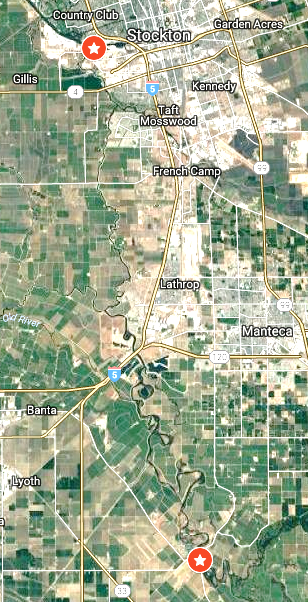 Country Club
Garden Acres
Stockton
Gillis
Kennedy
4
5
Taft
Mosswood
99
French Camp
Lathrop
99
Old River
Manteca
120
5
Banta
Lyoth
a
33